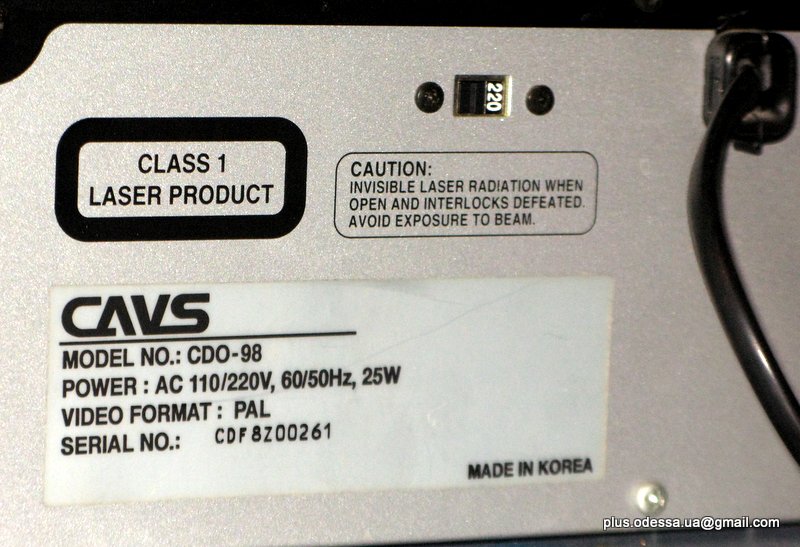 220
CLASS 1
LASER PRODUCT
CAUTION:
INVISIBLE LASER RADIATION WHEN
OPEN AND INTERLOCKS DEFEATED.
AVOID EXPOSURE TO BEAM.
CAVS
MODEL NO.: CDO-98
POWER : AC 110/220V, 60/50Hz, 25W
VIDEO FORMAT : PAL
SERIAL NO.: CDF8Z00261
MADE IN KOREA
plus.odessa.ua@gmail.com